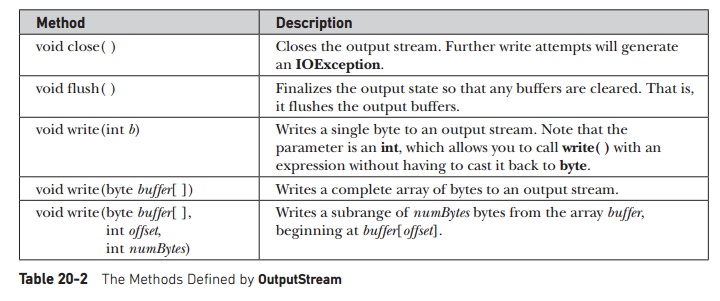 Method Description
void close( ) Closes the output stream. Further write attempts will generate
an IOException.
void flush( ) Finalizes the output state so that any buffers are cleared. That is,
it flushes the output buffers.
void write(int b) Writes a single byte to an output stream. Note that the
parameter is an int, which allows you to call write( ) with an
expression without having to cast it back to byte.
void write(byte buffer[ ]) Writes a complete array of bytes to an output stream.
void write(byte buffer[ ], Writes a subrange of numBytes bytes from the array buffer,
int offset, beginning at buffer[offset].
int numBytes)
Table 20-2 The Methods Defined by OutputStream